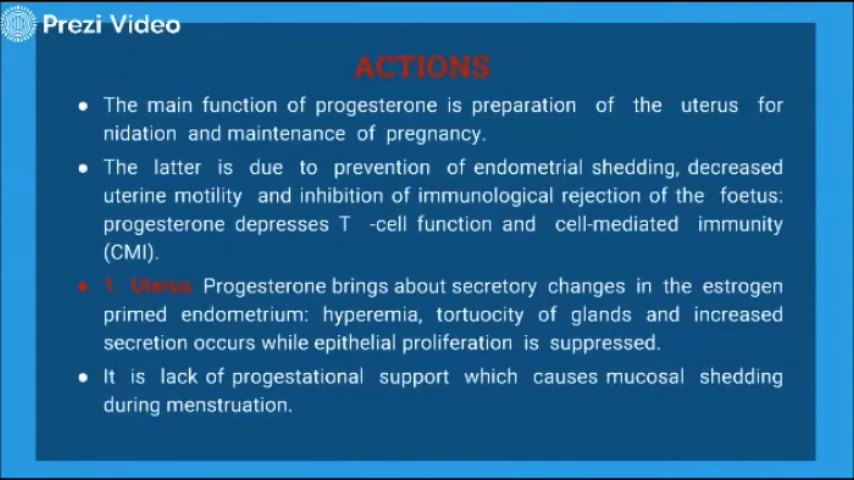 Prezi Video
ACTIONS
• The main function of progesterone is preparation of the uterus for
nidation and maintenance of pregnancy.
• The latter is due to prevention of endometrial shedding, decreased
uterine motility and inhibition of immunological rejection of the foetus:
progesterone depresses T -cell function and cell-mediated immunity
(CMI).
• 1. Uterus Progesterone brings about secretory changes in the estrogen
primed endometrium: hyperemia, tortuocity of glands and increased
secretion occurs while epithelial proliferation is suppressed.
• It is lack of progestational support which causes mucosal shedding
during menstruation.